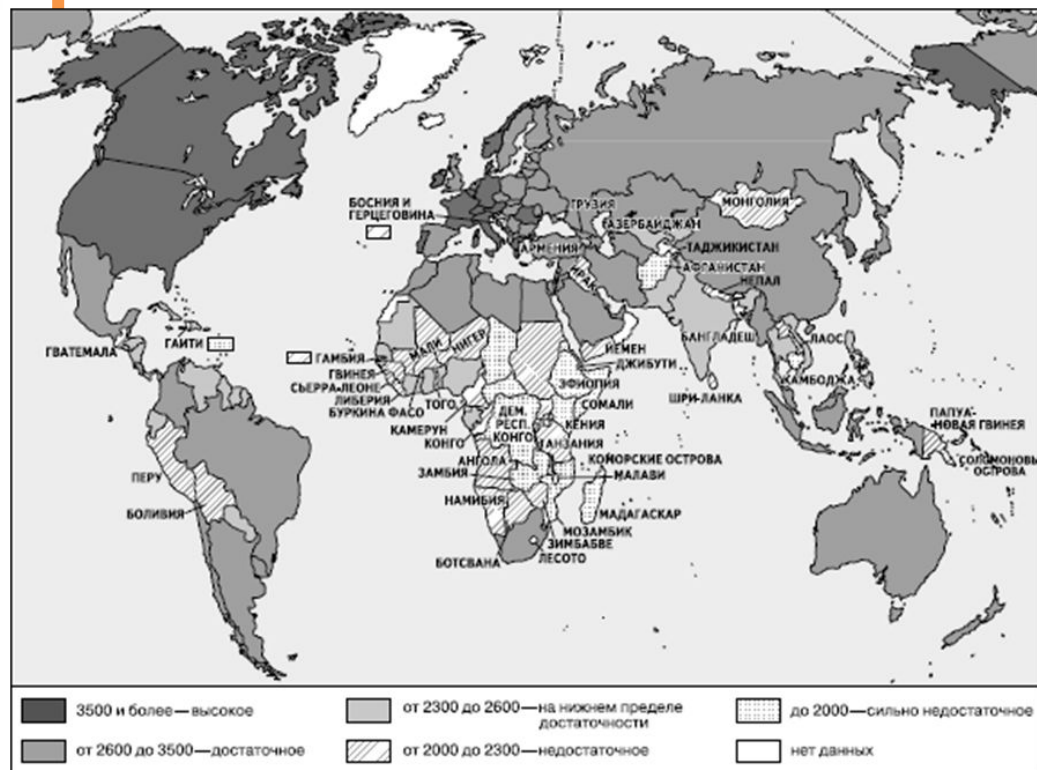 БОСНИЯ И
ГЕРЦЕГОВИНА
ГРУЗИЯ
АЗЕРБАЙДЖАН
МОНГОЛИЯ
АРМЕНИЯ
ТАДЖИКИСТАН
АФГАНИСТАН
НЕПАЛ
ИРАК
ГВАТЕМАЛА
ГАИТИ
ГАМБИЯ
МАЛИ
НИГЕР
ЙЕМЕН
ДЖИБУТИ
БАНГЛАДЕШ
ЛАОС
ГВИНЕЯ
СЬЕРРА-ЛЕОНЕ
ЛИБЕРИЯ
БУРКИНА ФАСО
ТОГО
ЭФИОПИЯ
СОМАЛИ
ШРИ-ЛАНКА
КАМБОДЖА
КАМЕРУН
КОНГО
ДЕМ.
РЕСП.
КОНГО
КЕНИЯ
ТАНЗАНИЯ
ПАПУА-
НОВАЯ ГВИНЕЯ
СОЛОМОНОВЫ
ОСТРОВА
АНГОЛА
ЗАМБИЯ
КОМОРСКИЕ ОСТРОВА
МАЛАВИ
ПЕРУ
БОЛИВИЯ
НАМИБИЯ
МАДАГАСКАР
МОЗАМБИК
ЗИМБАБВЕ
ЛЕСОТО
БОТСВАНА
3500 и более—высокое
от 2600 до 3500—достаточное
от 2300 до 2600—на нижнем пределе
достаточности
от 2000 до 2300—недостаточное
до 2000—сильно недостаточное
нет данных